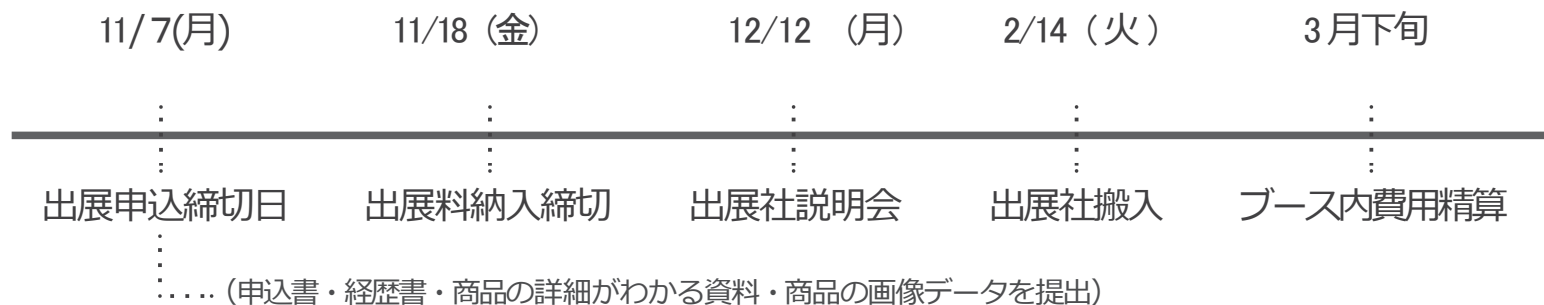 11/7(月) 11/18（金） 12/12 （月） 2/14（火） 3月下旬
出展申込締切日 出展料納入締切 出展社説明会 出展社搬入 ブース内費用精算
（申込書・経歴書・商品の詳細がわかる資料・商品の画像データを提出）